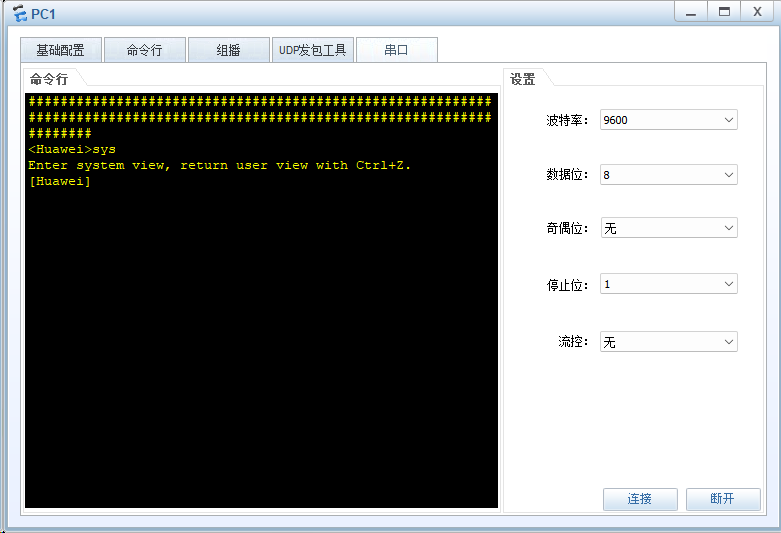 PC1
基础配置 命令行 组播 UDP发包工具 串口
命令行
##########################################################
##########################################################
########
<Huawei>sys
Enter system view, return user view with Ctrl+Z.
[Huawei]
设置
波特率: 9600
数据位: 8
奇偶位: 无
停止位: 1
流控: 无
连接 断开